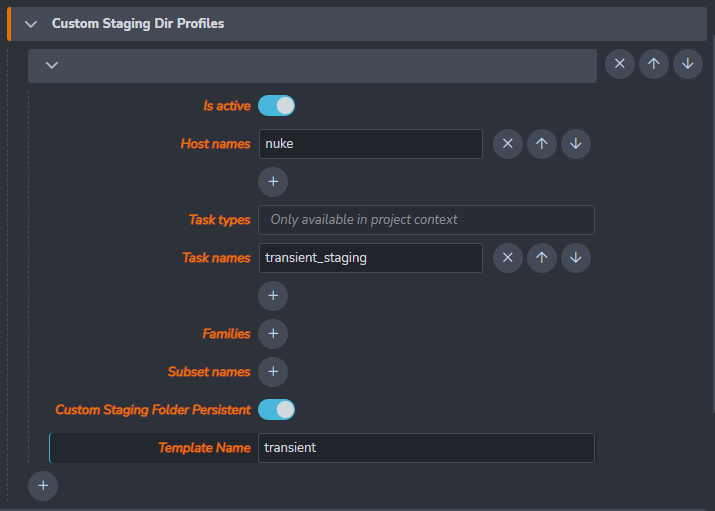 Custom Staging Dir Profiles
Is active
Host names nuke
Task types Only available in project context
Task names transient_staging
Families
Subset names
Custom Staging Folder Persistent
Template Name transient